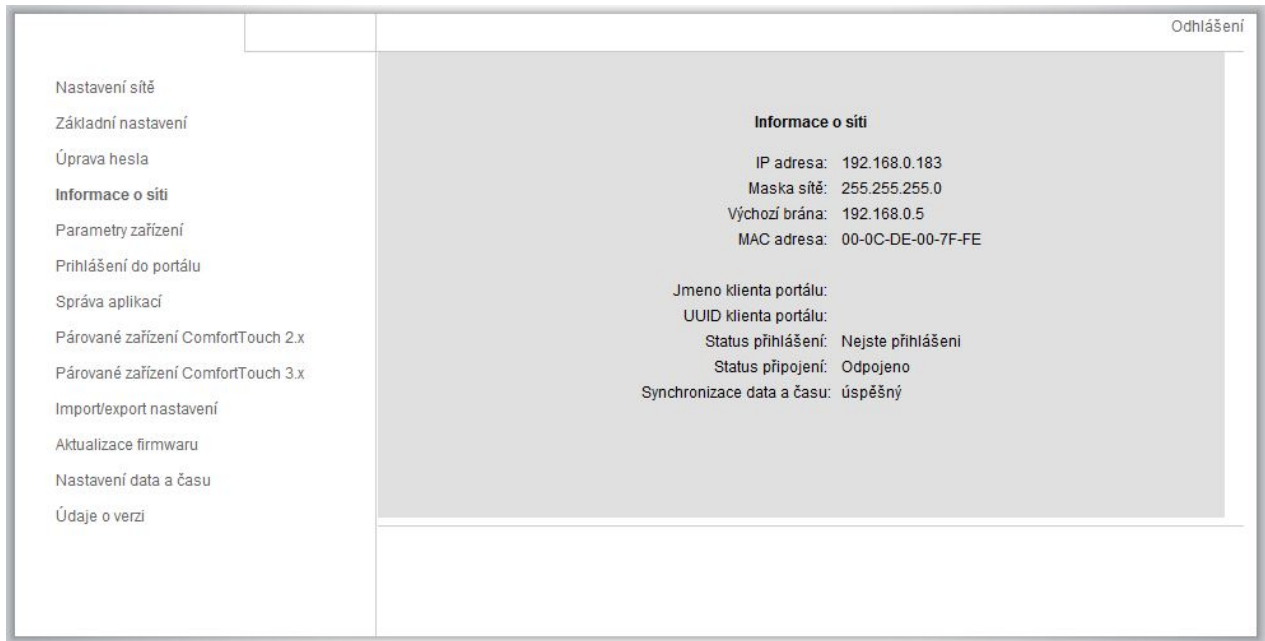 Odhlášení
Nastavení sítě
Základní nastavení
Úprava hesla
Informace o síti
Parametry zařízení
Prihlášení do portálu
Správa aplikací
Párované zařízení ComfortTouch 2.x
Párované zařízení ComfortTouch 3.x
Import/export nastavení
Aktualizace firmwaru
Nastavení data a času
Údaje o verzi
Informace o síti
IP adresa: 192.168.0.183
Maska sítě: 255.255.255.0
Výchozí brána: 192.168.0.5
MAC adresa: 00-0C-DE-00-7F-FE
Jmeno klienta portálu:
UUID klienta portálu:
Status přihlášení: Nejste přihlášeni
Status připojení: Odpojeno
Synchronizace data a času: úspěšný